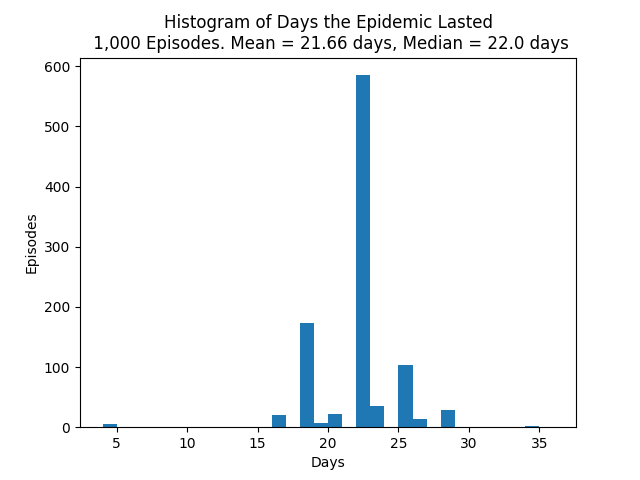 Histogram of Days the Epidemic Lasted
1,000 Episodes. Mean = 21.66 days, Median = 22.0 days
600
500
400
300
200
100
0
Episodes
5 10 15 20 25 30 35
Days